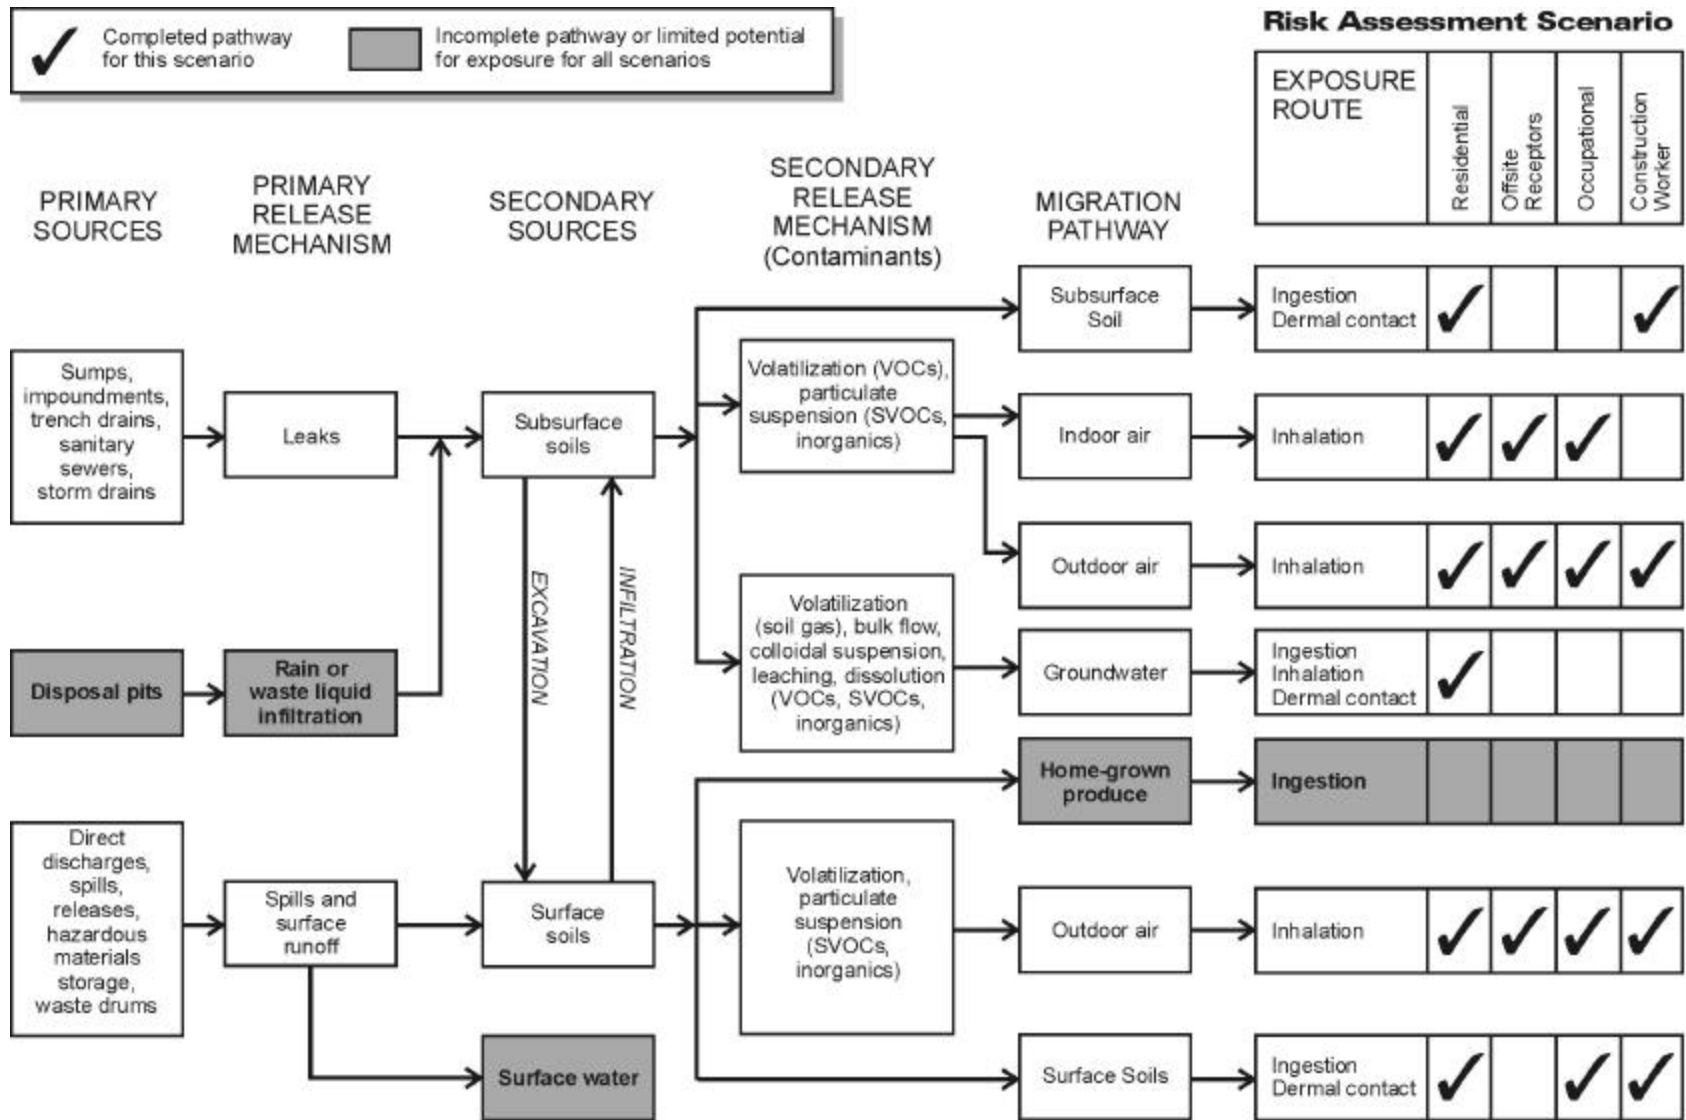 Completed pathway
for this scenario
Incomplete pathway or limited potential
for exposure for all scenarios
Risk Assessment Scenario
EXPOSURE
ROUTE
Residential
Offsite
Receptors
Occupational
Construction
Worker
PRIMARY
SOURCES
PRIMARY
RELEASE
MECHANISM
SECONDARY
SOURCES
SECONDARY
RELEASE
MECHANISM
(Contaminants)
MIGRATION
PATHWAY
Sumps,
impoundments,
trench drains,
sanitary
sewers,
storm drains
Leaks
Subsurface
soils
Volatilization (VOCs),
particulate
suspension (SVOCs,
inorganics)
Subsurface
Soil
Ingestion
Dermal contact
Indoor air
Inhalation
Outdoor air
Inhalation
EXCAVATION
INFILTRATION
Disposal pits
Rain or
waste liquid
infiltration
Volatilization
(soil gas), bulk flow,
colloidal suspension,
leaching, dissolution
(VOCs, SVOCs,
inorganics)
Groundwater
Ingestion
Inhalation
Dermal contact
Home-grown
produce
Ingestion
Direct
discharges,
spills,
releases,
hazardous
materials
storage,
waste drums
Spills and
surface
runoff
Surface
soils
Volatilization,
particulate
suspension
(SVOCs,
inorganics)
Outdoor air
Inhalation
Surface water
Surface Soils
Ingestion
Dermal contact